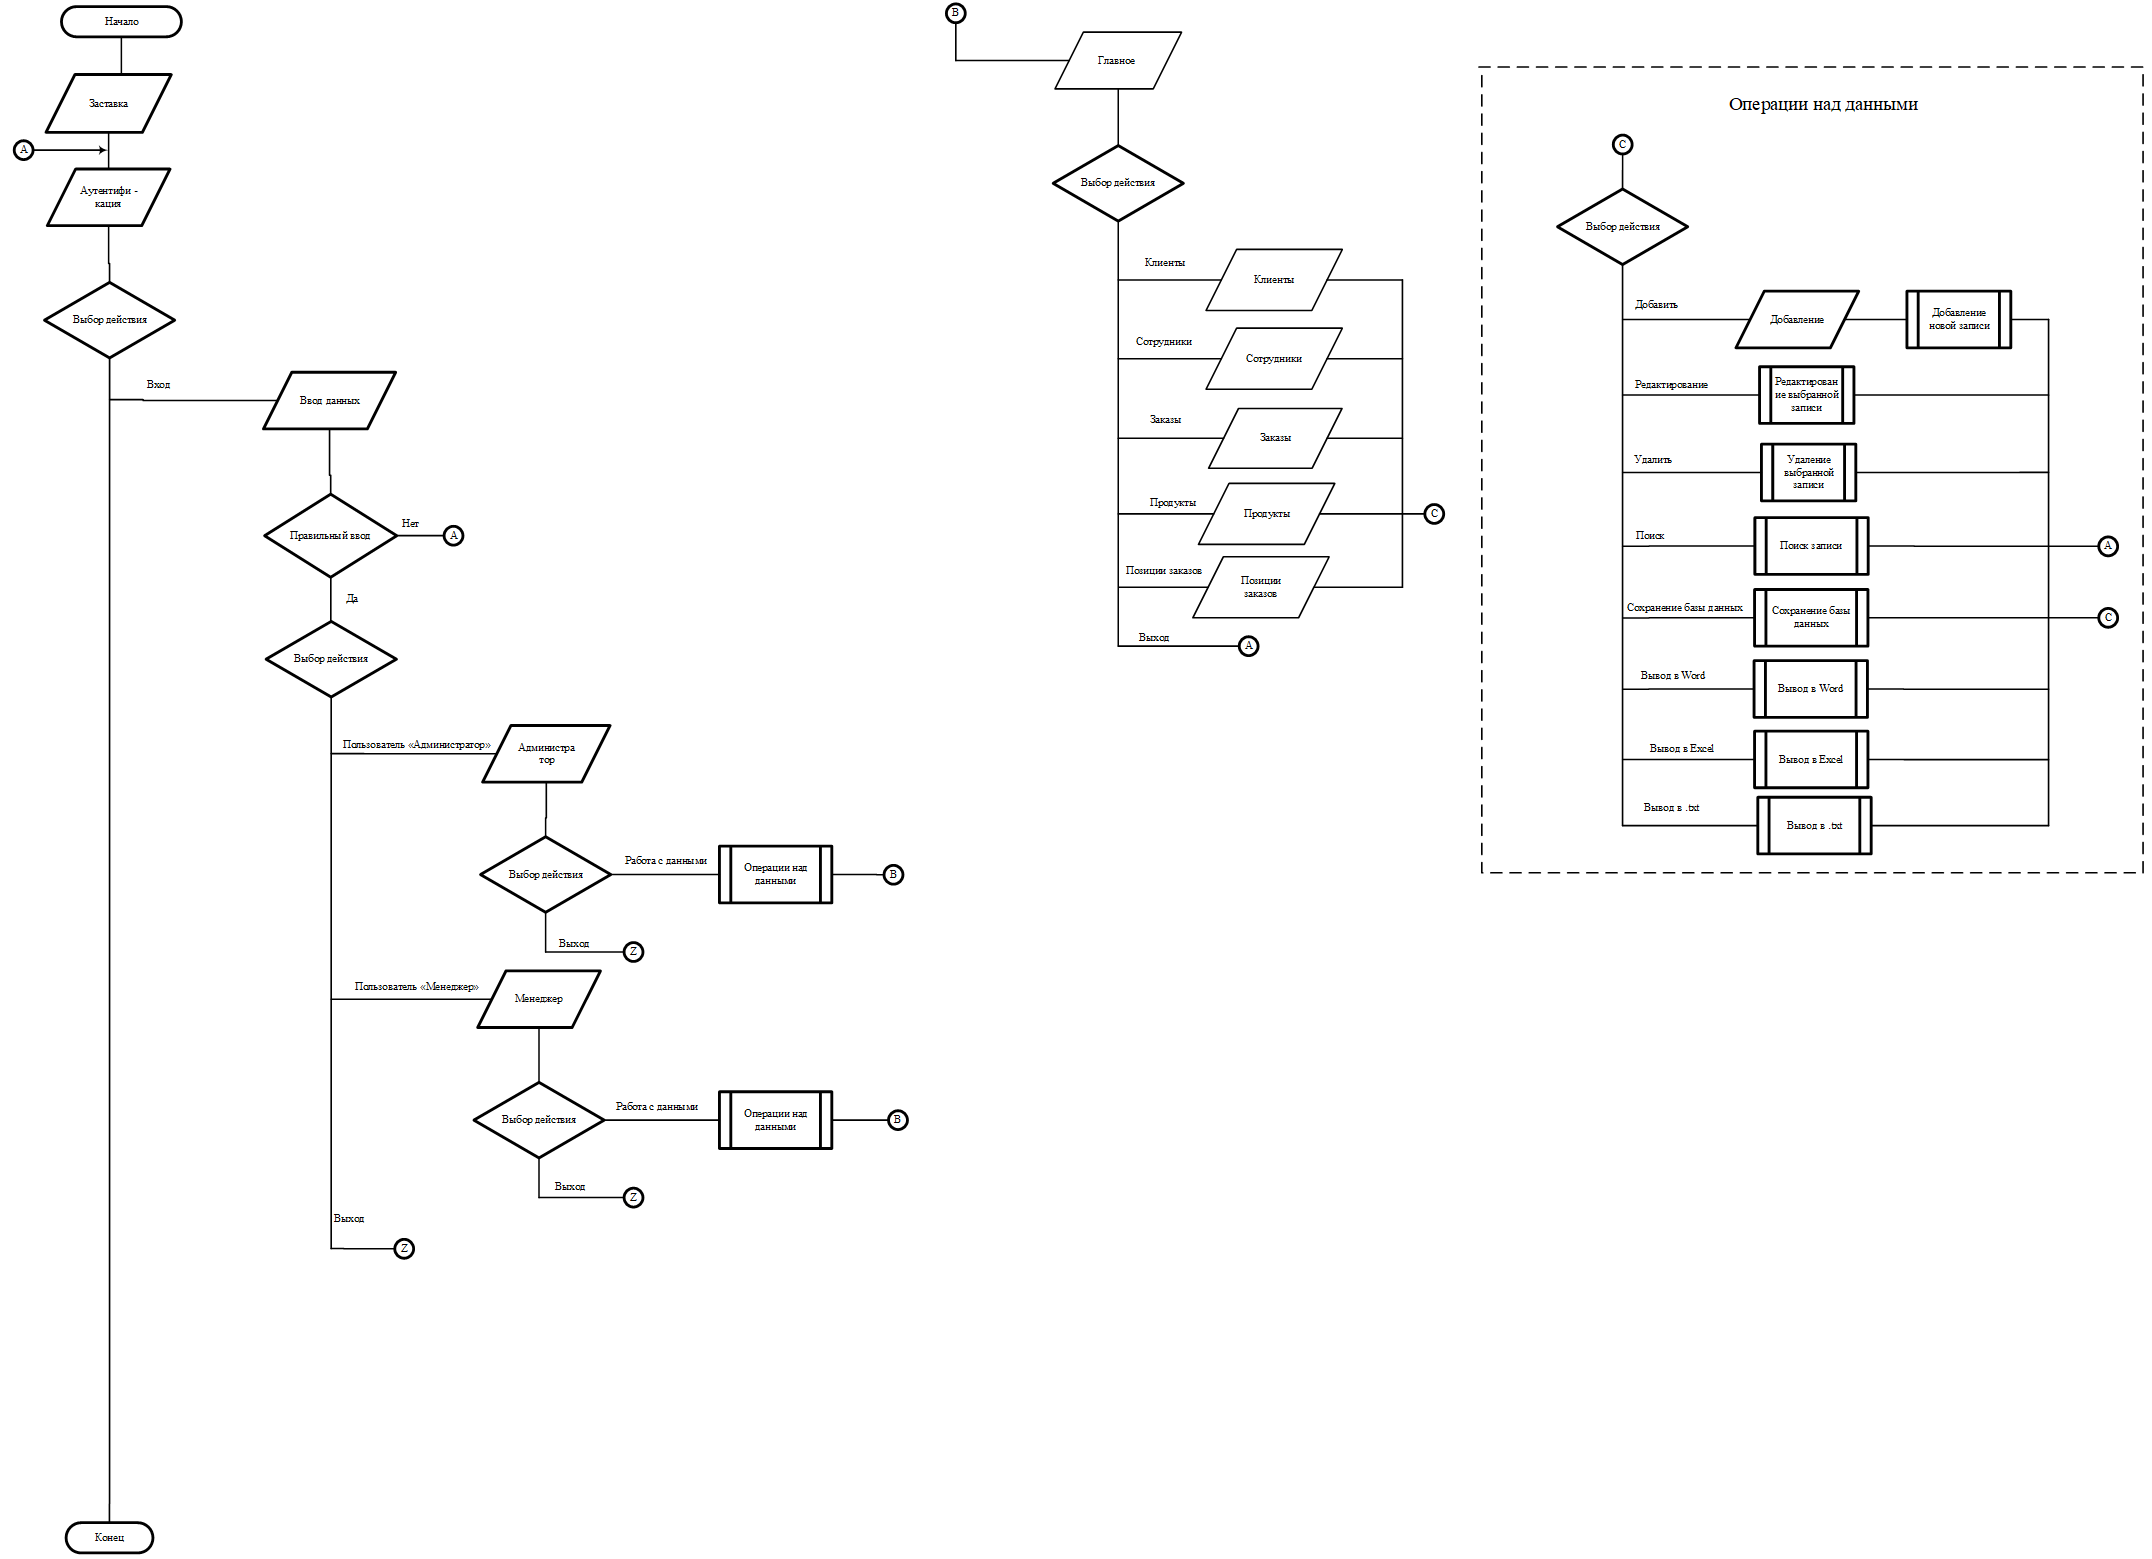 Начало
Заставка
A
Аутентифи -
кация
Выбор действия
Вход
Ввод данных
Правильный ввод
Нет
A
Да
Выбор действия
Пользователь «Администратор»
Администра
тор
Выбор действия
Работа с данными
Операции над
данными
B
Выход
Z
Пользователь «Менеджер»
Менеджер
Выбор действия
Работа с данными
Операции над
данными
B
Выход
Z
Выход
Z
Конец
B
Главное
Выбор действия
Клиенты
Клиенты
Сотрудники
Сотрудники
Заказы
Заказы
Продукты
Продукты
C
Позиции заказов
Позиции
заказов
Выход
A
Операции над данными
C
Выбор действия
Добавить
Добавление
Добавление
новой записи
Редактирование
Редактирован
ие выбранной
записи
Удалить
Удаление
выбранной
записи
Поиск
Поиск записи
A
Сохранение базы данных
Сохранение базы
данных
C
Вывод в Word
Вывод в Word
Вывод в Excel
Вывод в Excel
Вывод в .txt
Вывод в .txt